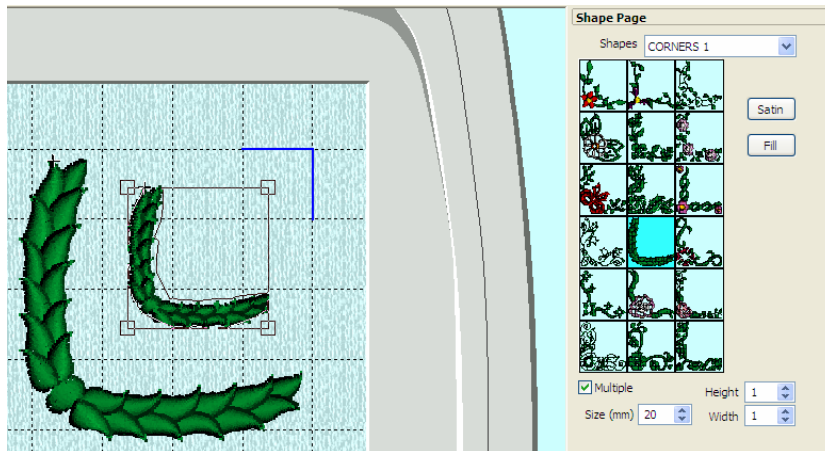 Shape Page
Shapes CORNERS 1
Satin
Fill
Multiple
Height 1
Size (mm) 20 Width 1